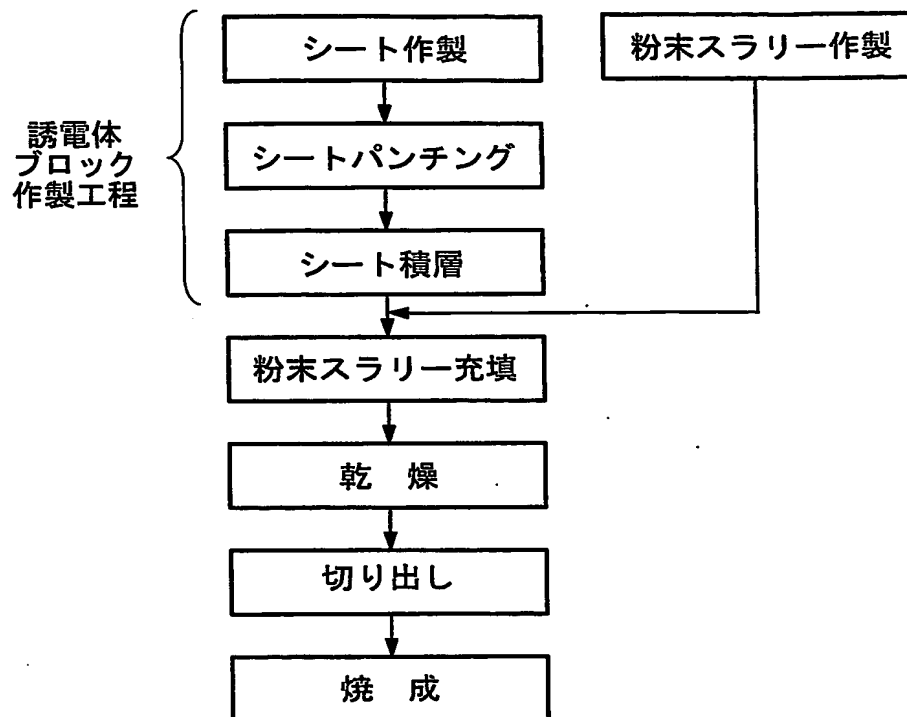 シート作製
粉末スラリー作製
誘電体
ブロック
作製工程
シートパンチング
シート積層
粉末スラリー充填
乾 燥
切り出し
焼 成